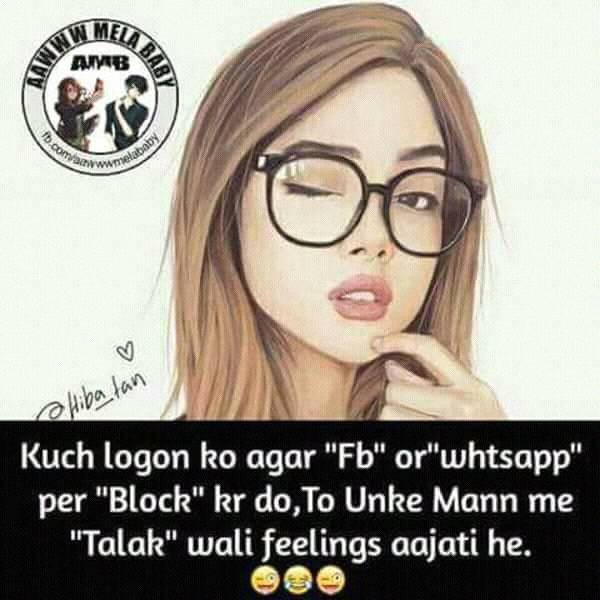 AAWWW MELA BABY
AMB
fb.com/aawwwmelababy
@Hiba_tan
Kuch logon ko agar "Fb" or"whtsapp"
per "Block" kr do,To Unke Mann me
"Talak" wali feelings aajati he.